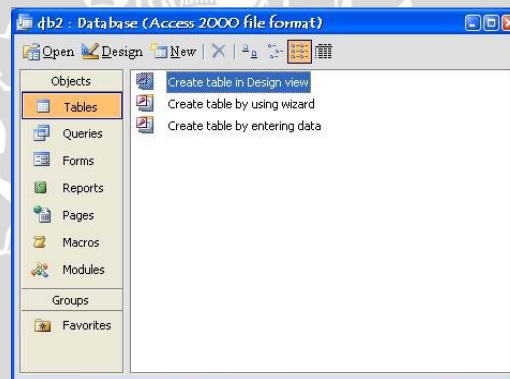 db2 : Database (Access 2000 file format)
Open Design New
Objects
Tables
Queries
Forms
Reports
Pages
Macros
Modules
Groups
Favorites
Create table in Design view
Create table by using wizard
Create table by entering data